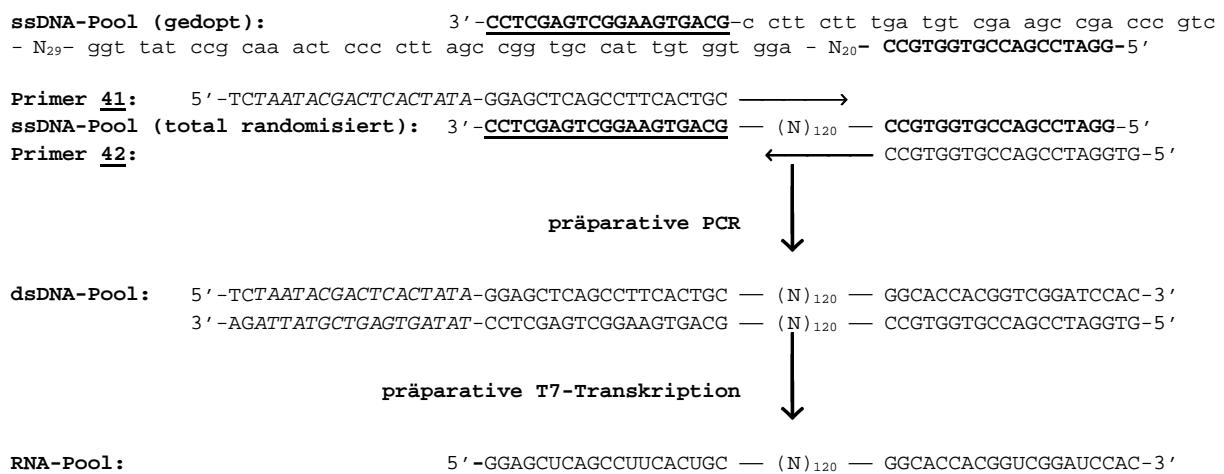 ssDNA-Pool (gedopt): 3’-CCTCGAGTCGGAAGTGACG-c ctt ctt tga tgt cga agc cga ccc gtc
- N29- ggt tat ccg caa act ccc ctt agc cgg tgc cat tgt ggt gga - N20- CCGTGGTGCCAGCCTAGG-5’
Primer 41: 5’-TCTAATACGACTCACTATA-GGAGCTCAGCCTTCACTGC
ssDNA-Pool (total randomisiert): 3’-CCTCGAGTCGGAAGTGACG — (N)120 — CCGTGGTGCCAGCCTAGG-5’
Primer 42: CCGTGGTGCCAGCCTAGGTG-5’
präparative PCR
dsDNA-Pool: 5’-TCTAATACGACTCACTATA-GGAGCTCAGCCTTCACTGC — (N)120 — GGCACCACGGTCGGATCCAC-3’
3’-AGATTATGCTGAGTGATAT-CCTCGAGTCGGAAGTGACG — (N)120 — CCGTGGTGCCAGCCTAGGTG-5’
präparative T7-Transkription
RNA-Pool: 5’-GGAGCUCAGCCUUCACUGC — (N)120 — GGCACCACGGUCGGAUCCAC-3’